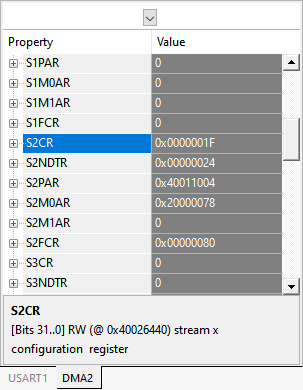 Property Value
S1PAR 0
S1M0AR 0
S1M1AR 0
S1FCR 0
S2CR 0x0000001F
S2NDTR 0x00000024
S2PAR 0x40011004
S2M0AR 0x20000078
S2M1AR 0
S2FCR 0x00000080
S3CR 0
S3NDTR 0
S2CR
[Bits 31..0] RW (@ 0x40026440) stream x
configuration register
USART1 DMA2